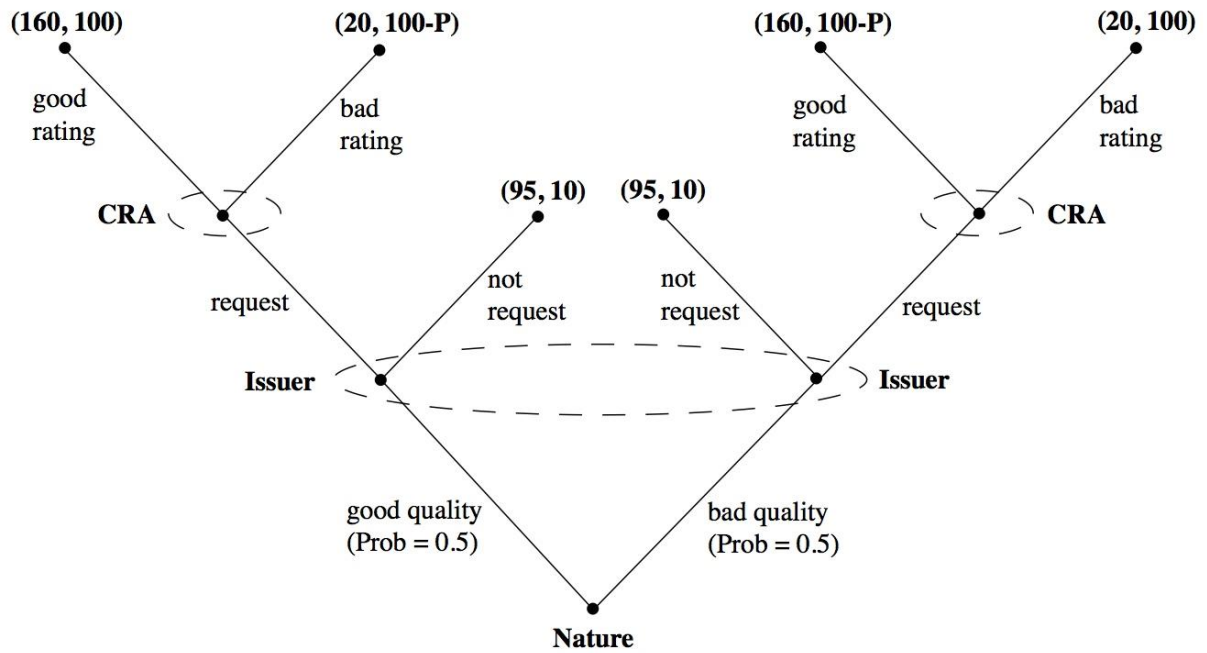 (160, 100)
(20, 100-P)
(160, 100-P)
(20, 100)
good
rating
bad
rating
good
rating
bad
rating
(95, 10)
(95, 10)
CRA
CRA
not
request
not
request
request
request
Issuer
Issuer
good quality
(Prob = 0.5)
bad quality
(Prob = 0.5)
Nature